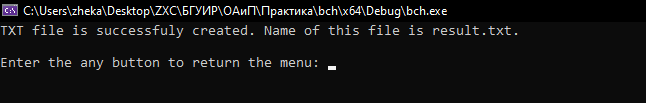 C:\Users\zheka\Desktop\ZXC\БГУИР\ОАиП\Практика\bch\x64\Debug\bch.exe
TXT file is successfuly created. Name of this file is result.txt.
Enter the any button to return the menu: